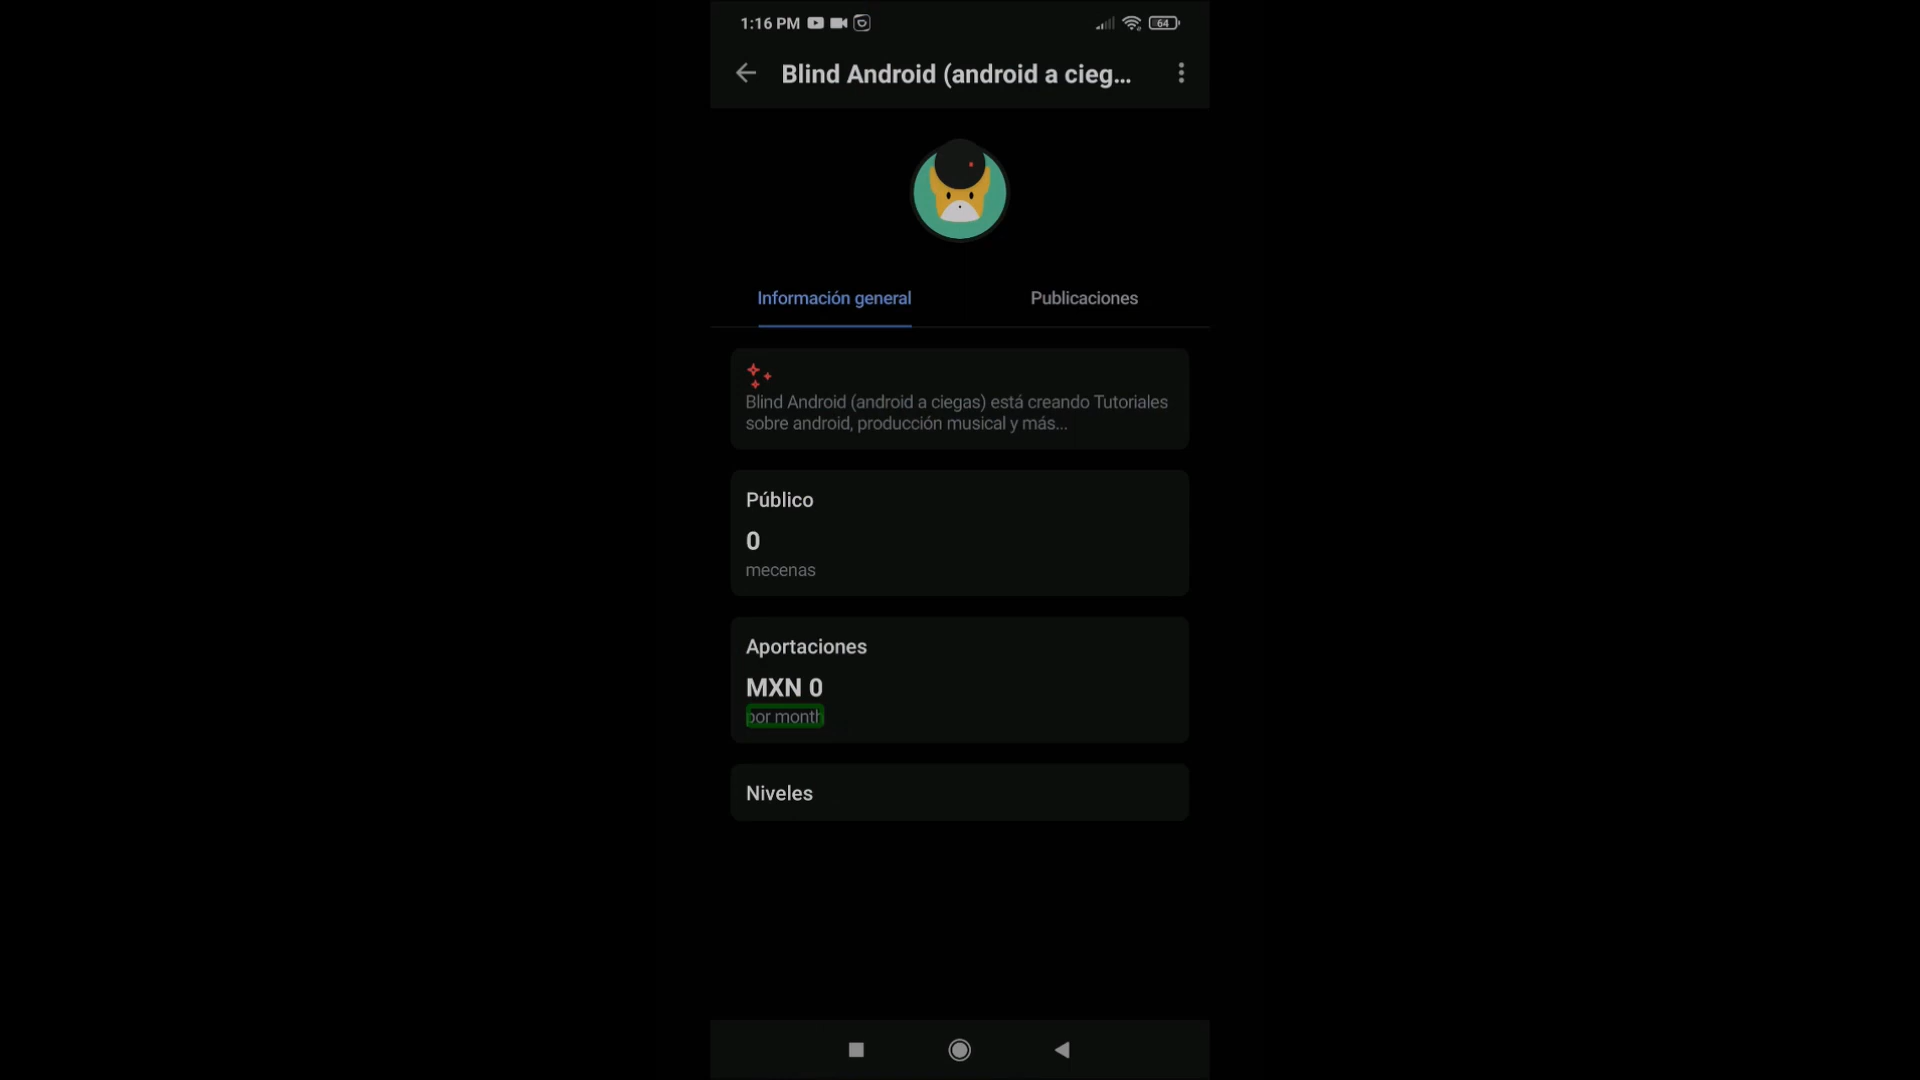 1:16 PM
64
Blind Android (android a cieg...
Información general
Publicaciones
Blind Android (android a ciegas) está creando Tutoriales
sobre android, producción musical y más...
Público
0
mecenas
Aportaciones
MXN 0
por month
Niveles